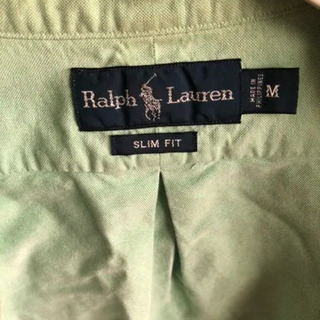 Ralph Lauren
MADE IN
PHILIPPINES
M
SLIM FIT